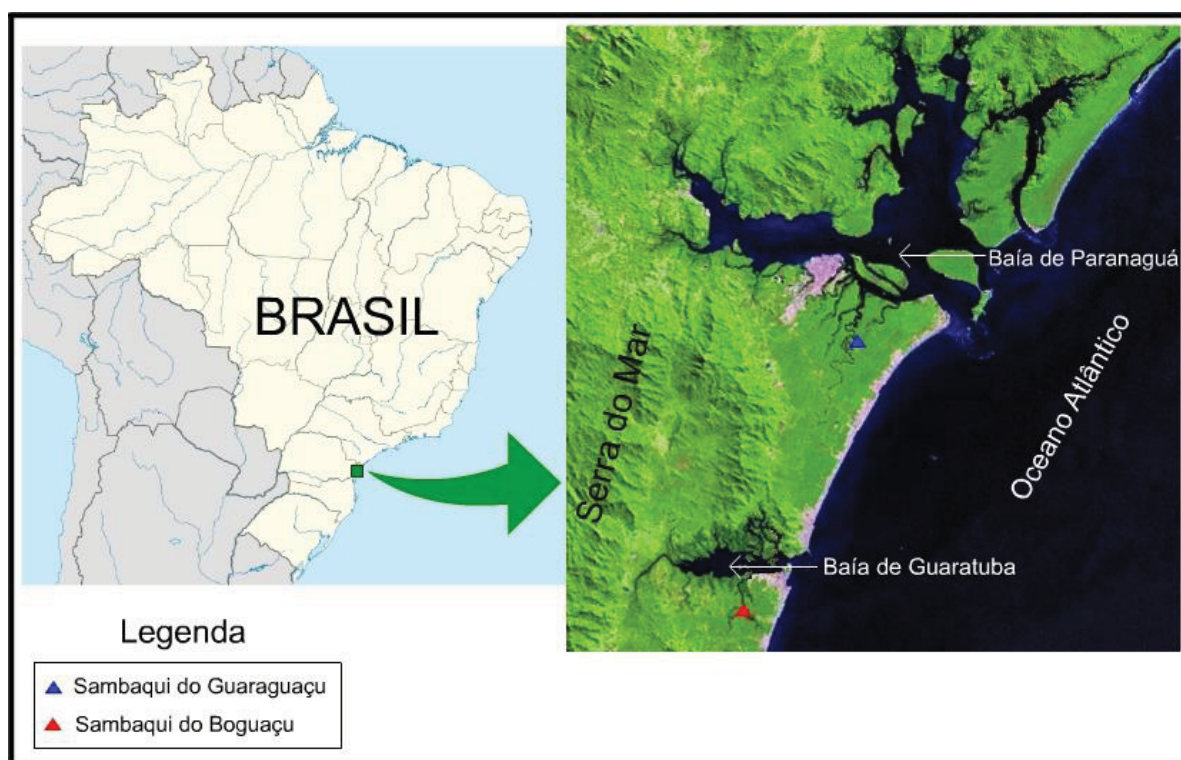 BRASIL
Baía de Paranaguá
Serra do Mar
Oceano Atlântico
Baía de Guaratuba
Legenda
Sambaqui do Guaraguaçu
Sambaqui do Boguaçu